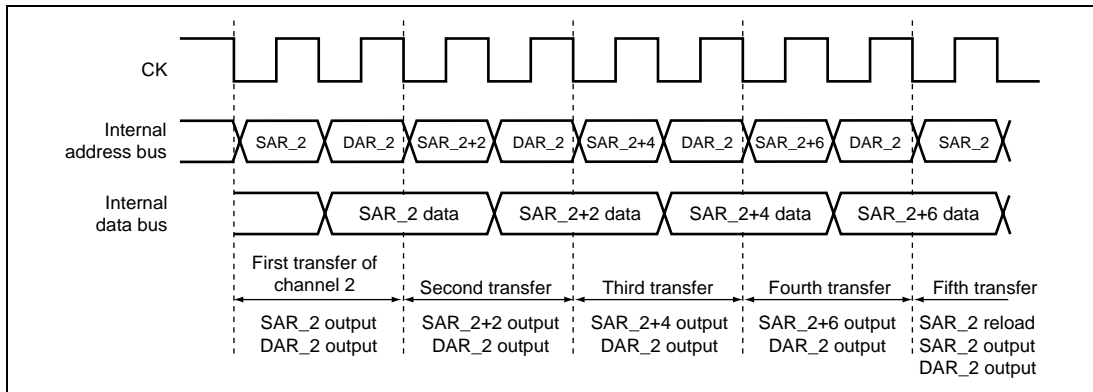 CK
Internal
address bus
SAR_2 DAR_2 SAR_2+2 DAR_2 SAR_2+4 DAR_2 SAR_2+6 DAR_2 SAR_2
Internal
data bus
SAR_2 data SAR_2+2 data SAR_2+4 data SAR_2+6 data
First transfer of
channel 2
Second transfer
Third transfer
Fourth transfer
Fifth transfer
SAR_2 output
DAR_2 output
SAR_2+2 output
DAR_2 output
SAR_2+4 output
DAR_2 output
SAR_2+6 output
DAR_2 output
SAR_2 reload
SAR_2 output
DAR_2 output